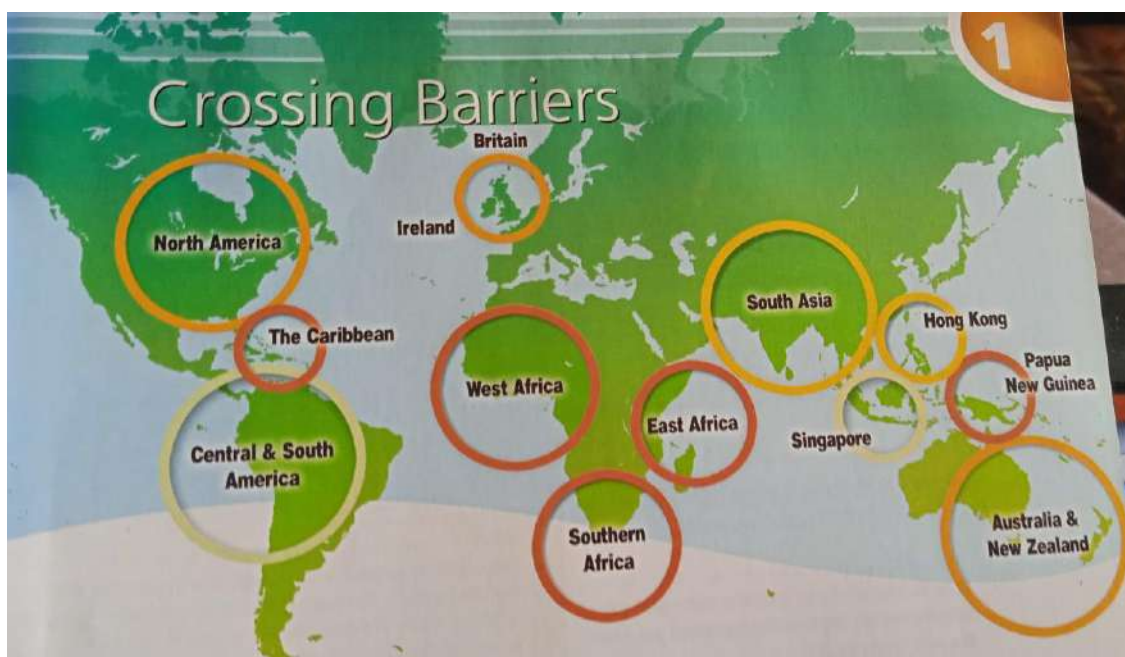 1
Crossing Barriers
Britain
Ireland
North America
The Caribbean
Central & South
America
West Africa
East Africa
Southern
Africa
South Asia
Hong Kong
Singapore
Papua
New Guinea
Australia &
New Zealand